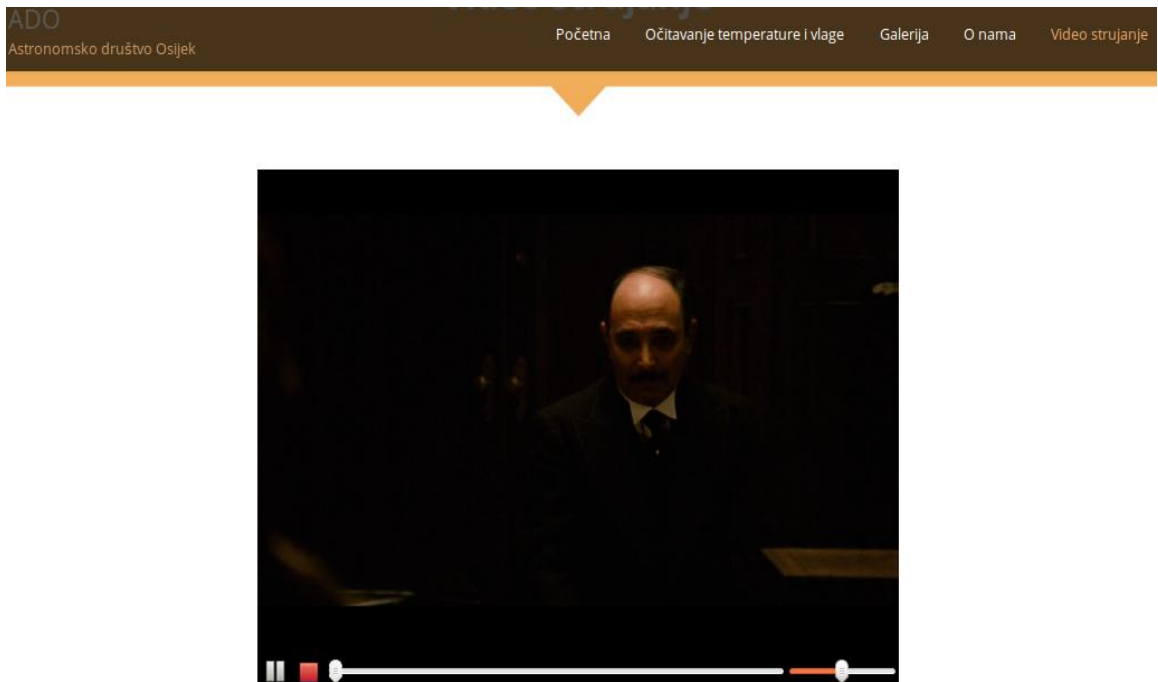 ADO
Astronomsko društvo Osijek
Početna Očitavanje temperature i vlage Galerija O nama Video strujanje